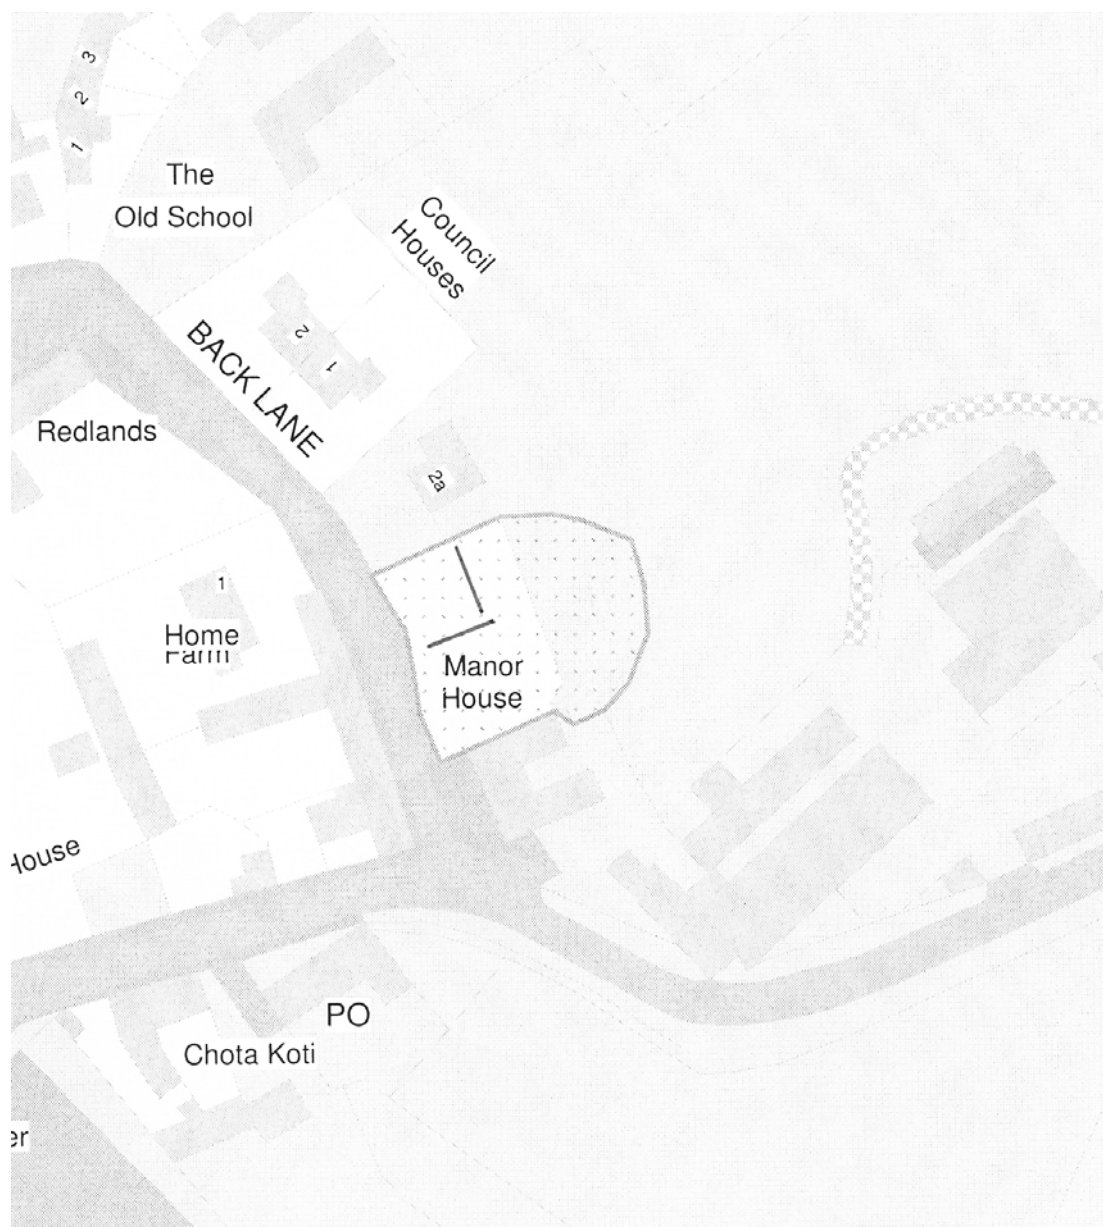 3
2
1
The
Old School
Council
Houses
2
1
BACK LANE
Redlands
2a
1
Home
Farm
Manor
House
House
PO
Chota Koti
er